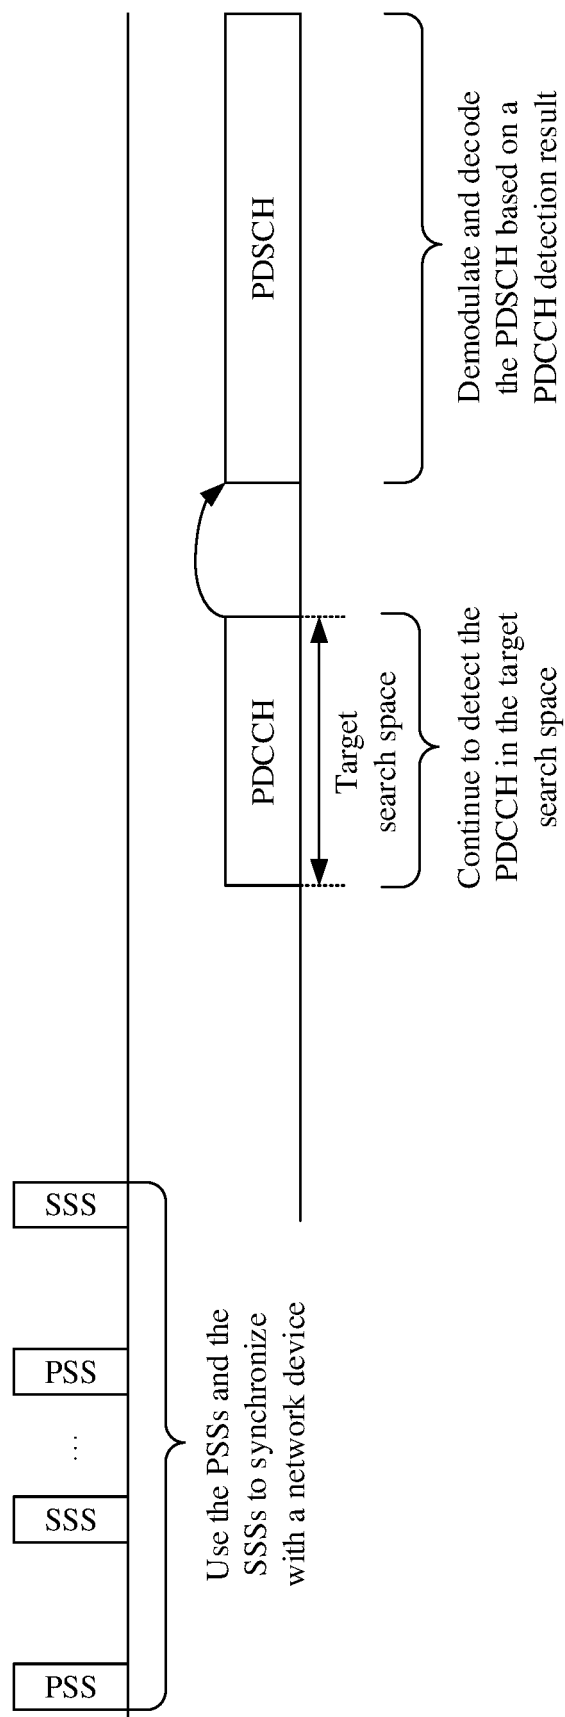 PSS
SSS
...
PSS
SSS
Use the PSSs and the
SSSs to synchronize
with a network device
PDCCH
Target
search space
Continue to detect the
PDCCH in the target
search space
PDSCH
Demodulate and decode
the PDSCH based on a
PDCCH detection result